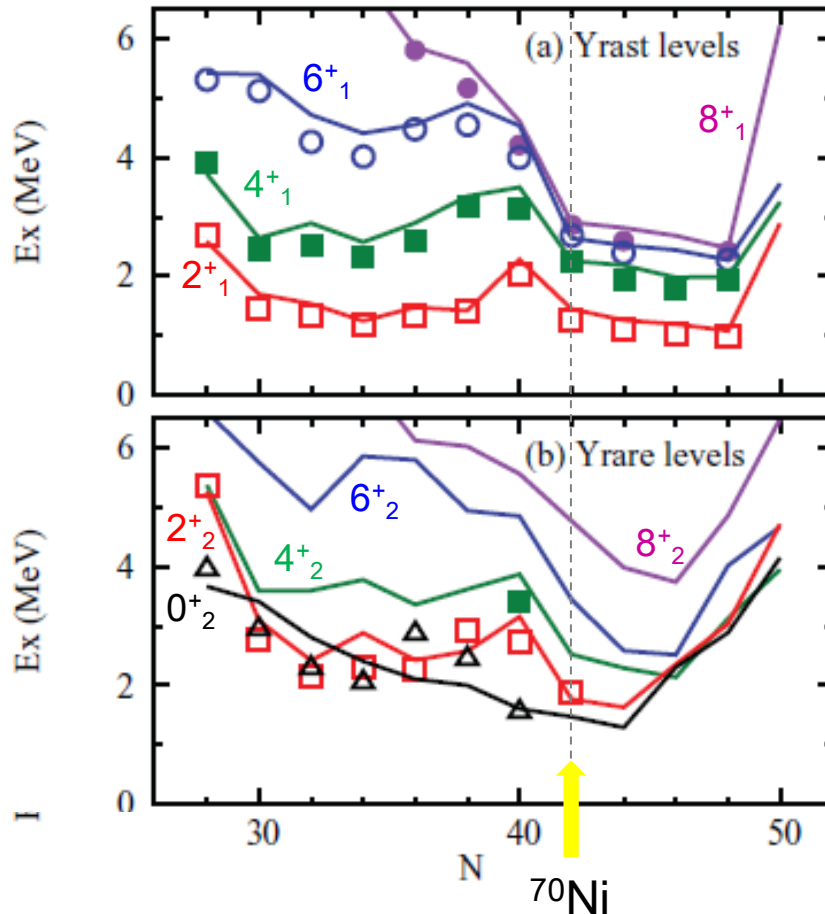 6
(a) Yrast levels
6⁺₁
8⁺₁
4
4⁺₁
Ex (MeV)
2⁺₁
2
0
6
(b) Yrare levels
6⁺₂
2⁺₂
4⁺₂
8⁺₂
4
0⁺₂
Ex (MeV)
2
0
I
30
40
50
N
⁷⁰Ni